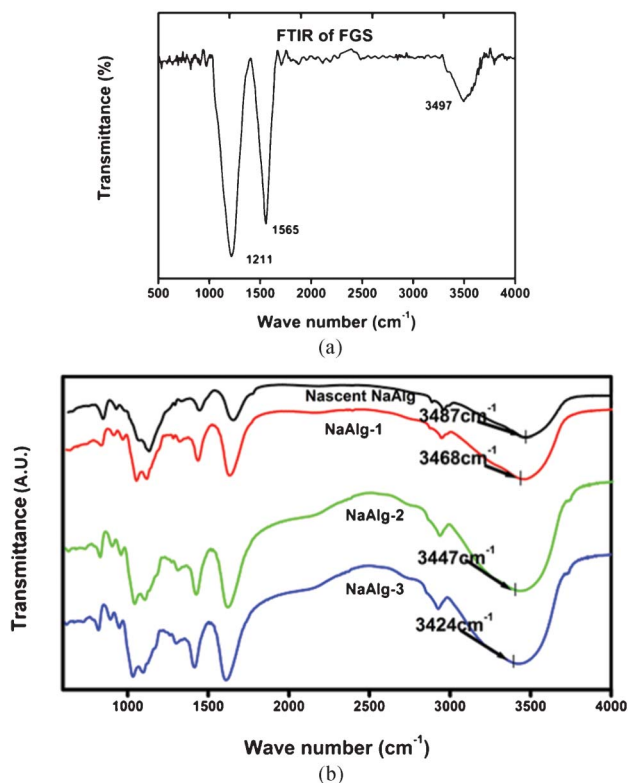 FTIR of FGS
Transmittance (%)
3497
1565
1211
500 1000 1500 2000 2500 3000 3500 4000
Wave number (cm⁻¹)
(a)
Nascent NaAlg
3487cm⁻¹
NaAlg-1
3468cm⁻¹
NaAlg-2
3447cm⁻¹
NaAlg-3
3424cm⁻¹
Transmittance (A.U.)
1000 1500 2000 2500 3000 3500 4000
Wave number (cm⁻¹)
(b)